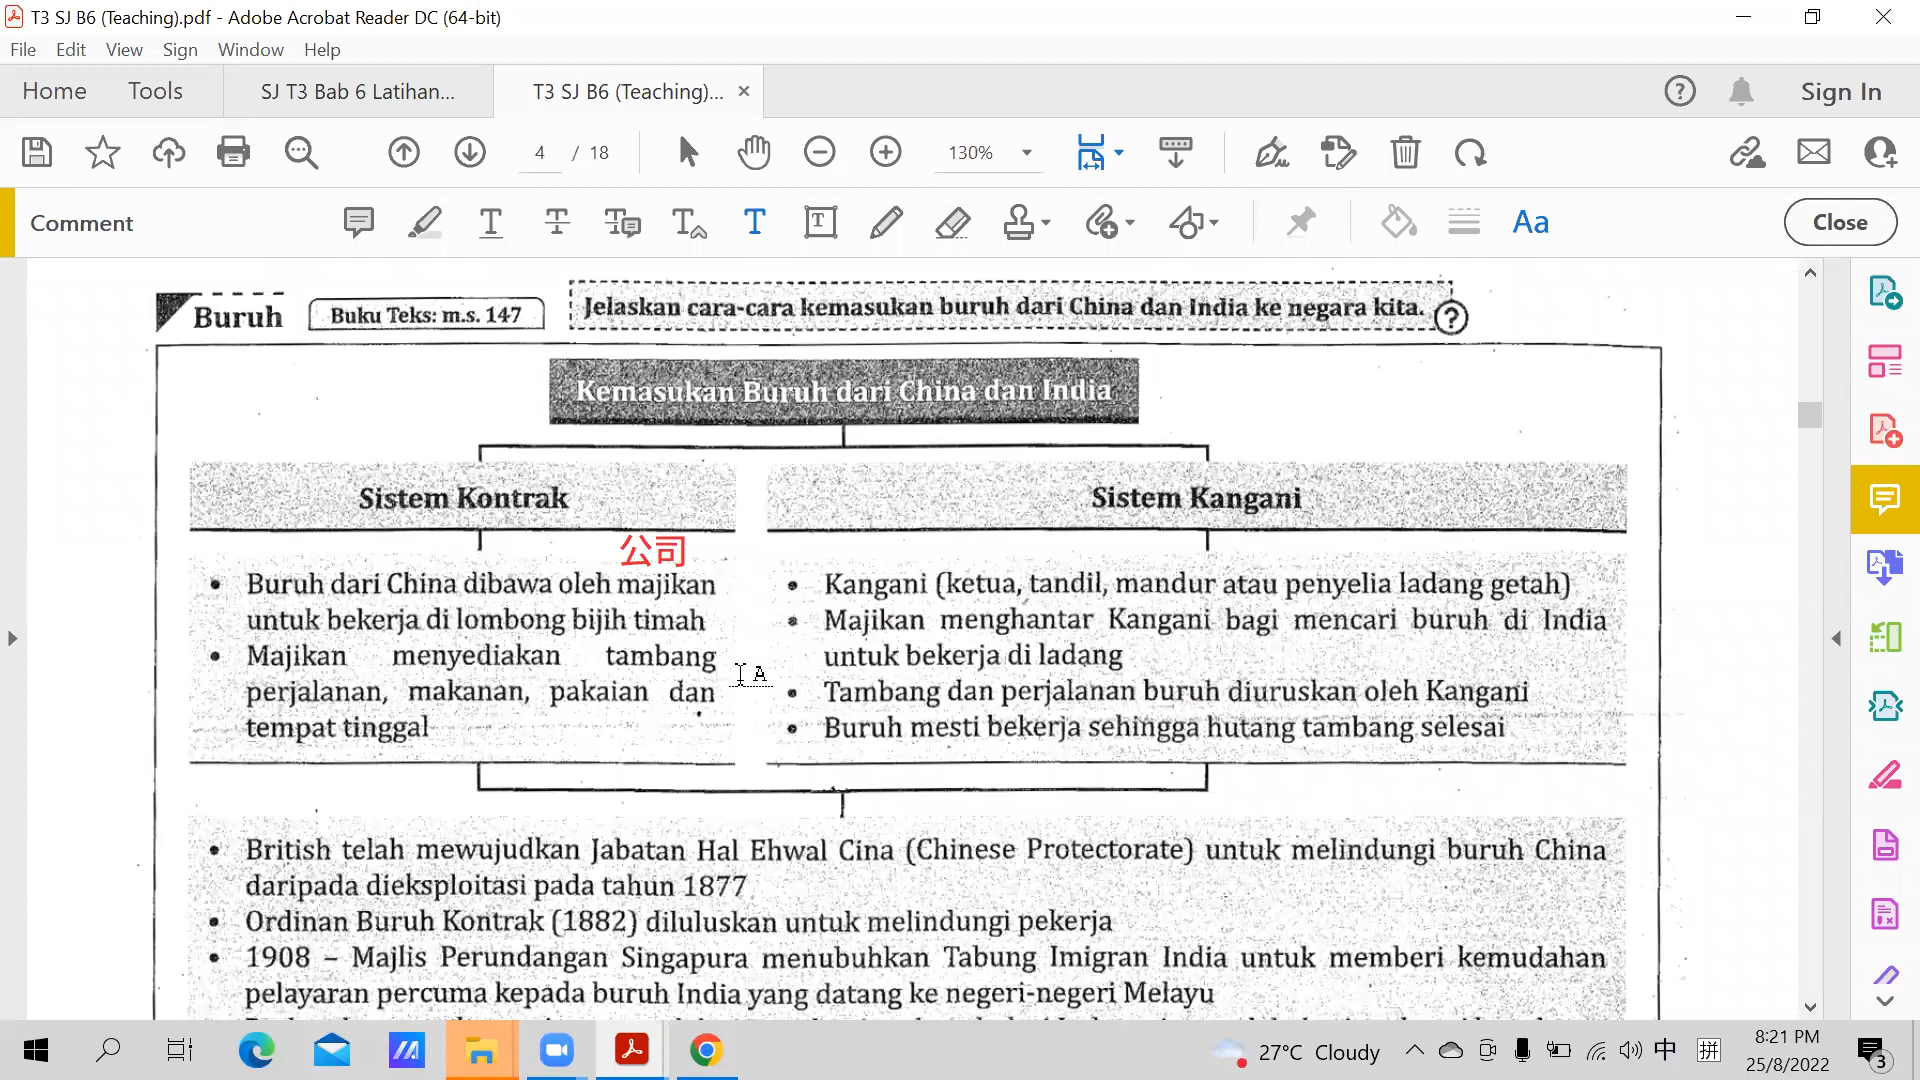 T3 SJ B6 (Teaching).pdf - Adobe Acrobat Reader DC (64-bit)
File Edit View Sign Window Help
Home Tools SJ T3 Bab 6 Latihan... T3 SJ B6 (Teaching)... Sign In
4 / 18 130%
Comment Close
Buruh Buku Teks: m.s. 147 Jelaskan cara-cara kemasukan buruh dari China dan India ke negara kita.
Kemasukan Buruh dari China dan India
Sistem Kontrak
公司
• Buruh dari China dibawa oleh majikan
untuk bekerja di lombong bijih timah
• Majikan menyediakan tambang
perjalanan, makanan, pakaian dan
tempat tinggal
Sistem Kangani
• Kangani (ketua, tandil, mandur atau penyelia ladang getah)
• Majikan menghantar Kangani bagi mencari buruh di India
untuk bekerja di ladang
• Tambang dan perjalanan buruh diuruskan oleh Kangani
• Buruh mesti bekerja sehingga hutang tambang selesai
• British telah mewujudkan Jabatan Hal Ehwal Cina (Chinese Protectorate) untuk melindungi buruh China
daripada dieksploitasi pada tahun 1877
• Ordinan Buruh Kontrak (1882) diluluskan untuk melindungi pekerja
• 1908 – Majlis Perundangan Singapura menubuhkan Tabung Imigran India untuk memberi kemudahan
pelayaran percuma kepada buruh India yang datang ke negeri-negeri Melayu
27°C Cloudy 中 拼 8:21 PM
25/8/2022 3